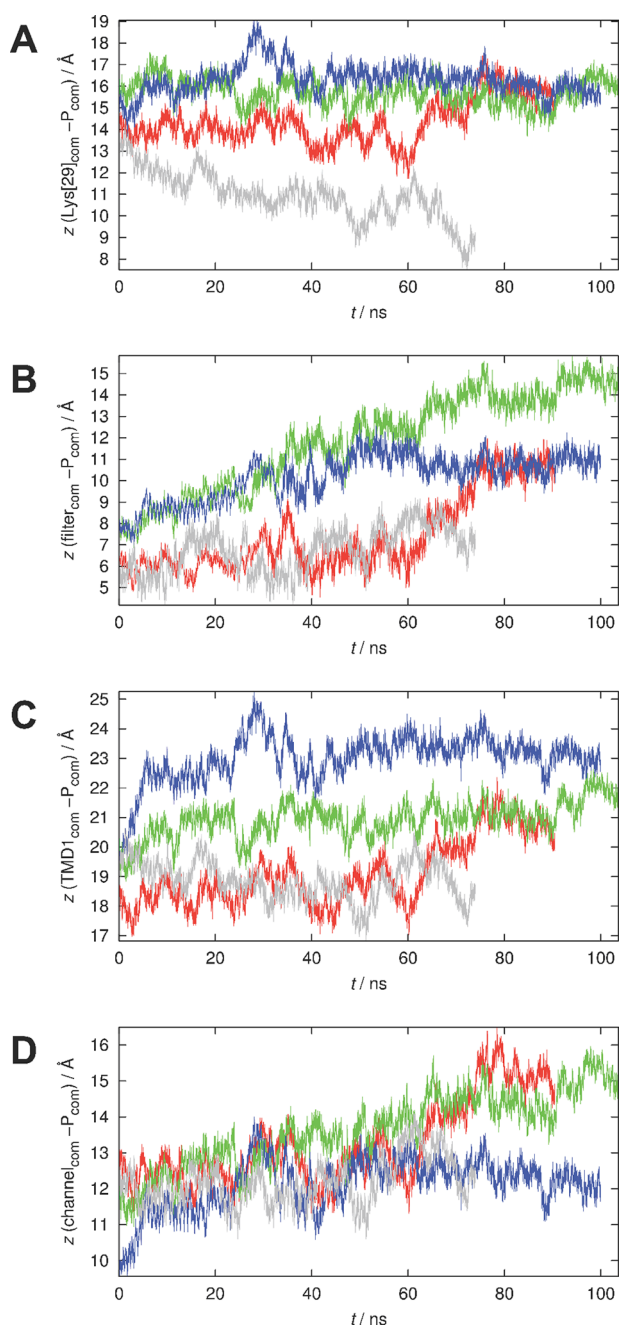 A
19
18
17
16
15
14
13
12
11
10
9
8
z (Lys[29]com −Pcom) / Å
0 20 40 60 80 100
t / ns
B
15
14
13
12
11
10
9
8
7
6
5
z (filtercom −Pcom) / Å
0 20 40 60 80 100
t / ns
C
25
24
23
22
21
20
19
18
17
z (TMD1com −Pcom) / Å
0 20 40 60 80 100
t / ns
D
16
15
14
13
12
11
10
z (channelcom −Pcom) / Å
0 20 40 60 80 100
t / ns